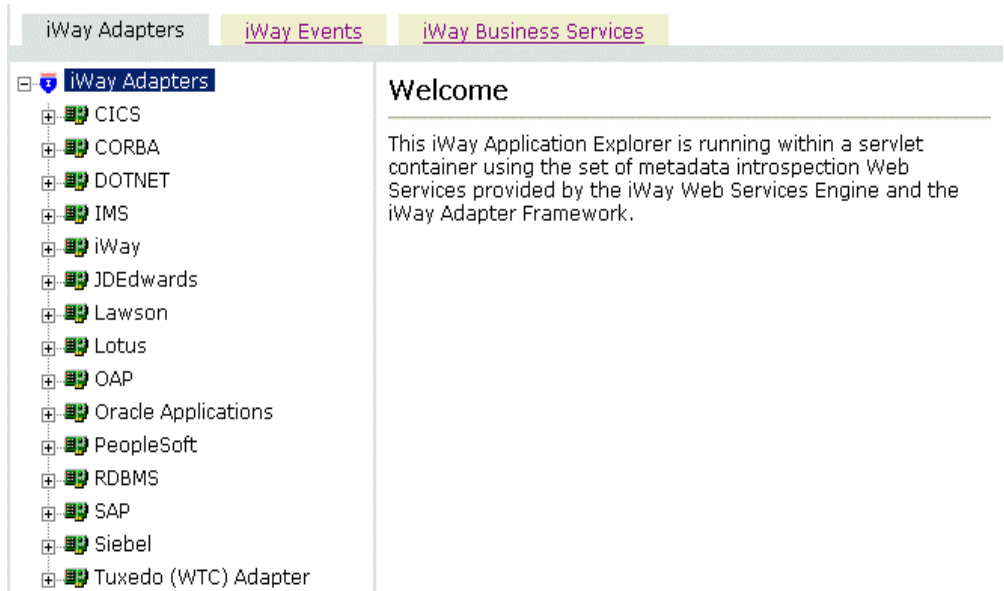 iWay Adapters
iWay Events
iWay Business Services
iWay Adapters
CICS
CORBA
DOTNET
IMS
iWay
JDEdwards
Lawson
Lotus
OAP
Oracle Applications
PeopleSoft
RDBMS
SAP
Siebel
Tuxedo (WTC) Adapter
Welcome
This iWay Application Explorer is running within a servlet
container using the set of metadata introspection Web
Services provided by the iWay Web Services Engine and the
iWay Adapter Framework.